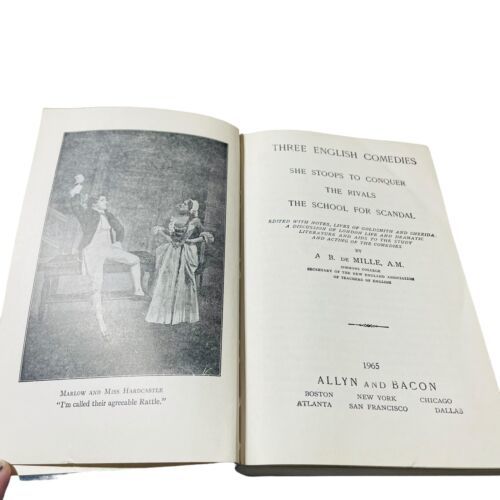 MARLOW AND MISS HARDCASTLE
"I'm called their agreeable Rattle."
THREE ENGLISH COMEDIES
SHE STOOPS TO CONQUER
THE RIVALS
THE SCHOOL FOR SCANDAL
EDITED WITH NOTES, LIVES OF GOLDSMITH AND SHERIDAN,
A DISCUSSION OF LONDON LIFE AND DRAMATIC
LITERATURE AND AIDS TO THE STUDY
AND ACTING OF THE COMEDIES
BY
A. B. DE MILLE, A.M.
SIMMONS COLLEGE
SECRETARY OF THE NEW ENGLAND ASSOCIATION
OF TEACHERS IN ENGLISH
1965
ALLYN AND BACON
BOSTON NEW YORK CHICAGO
ATLANTA SAN FRANCISCO DALLAS